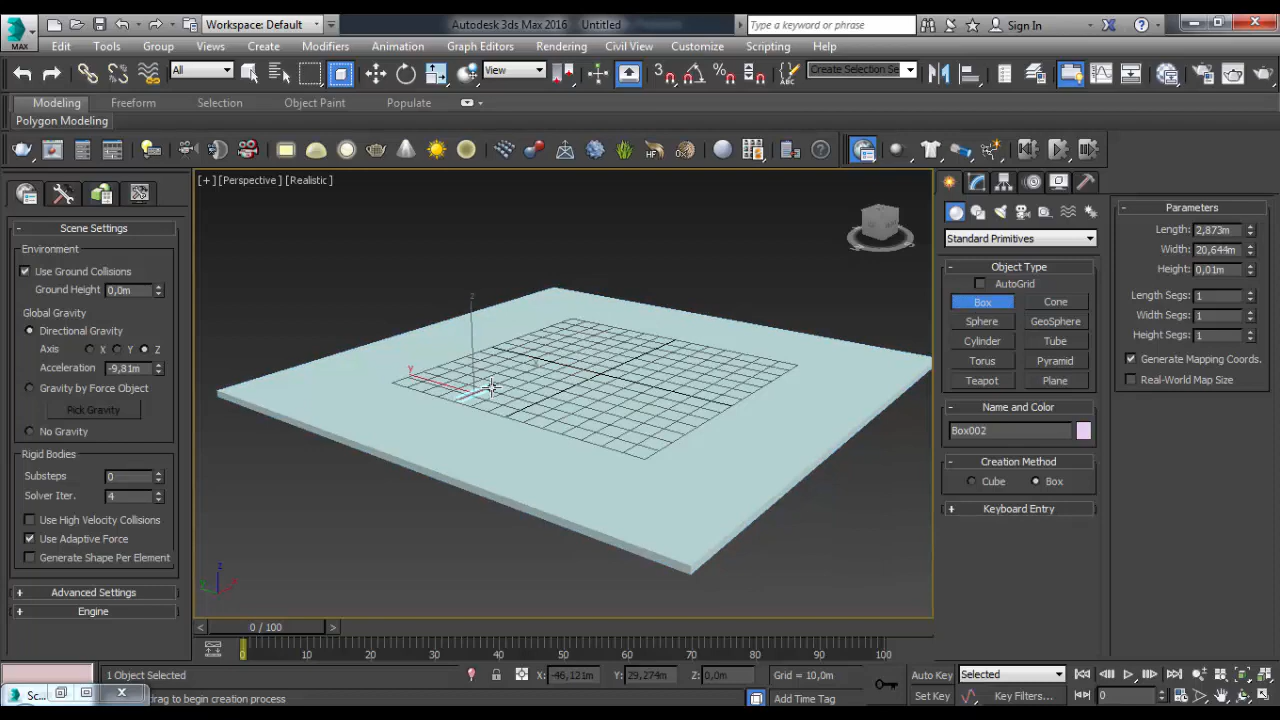 Workspace: Default
Autodesk 3ds Max 2016 Untitled
Type a keyword or phrase
Sign In
MAX
Edit Tools Group Views Create Modifiers Animation Graph Editors Rendering Civil View Customize Scripting Help
All
View
3
Create Selection Se
Modeling Freeform Selection Object Paint Populate
Polygon Modeling
[+] [Perspective] [Realistic]
Scene Settings
Environment
Use Ground Collisions
Ground Height 0,0m
Global Gravity
Directional Gravity
Axis X Y Z
Acceleration -9,81m
Gravity by Force Object
Pick Gravity
No Gravity
Rigid Bodies
Substeps 0
Solver Iter. 4
Use High Velocity Collisions
Use Adaptive Force
Generate Shape Per Element
Advanced Settings
Engine
Standard Primitives
Object Type
AutoGrid
Box Cone
Sphere GeoSphere
Cylinder Tube
Torus Pyramid
Teapot Plane
Name and Color
Box002
Creation Method
Cube Box
Keyboard Entry
Parameters
Length: 2,873m
Width: 20,644m
Height: 0,01m
Length Segs: 1
Width Segs: 1
Height Segs: 1
Generate Mapping Coords.
Real-World Map Size
0 / 100
0 10 20 30 40 50 60 70 80 90 100
1 Object Selected
X: -46,121m Y: 29,274m Z: 0,0m
Grid = 10,0m
Auto Key Selected
Sc...
drag to begin creation process
Add Time Tag
Set Key Key Filters...
0